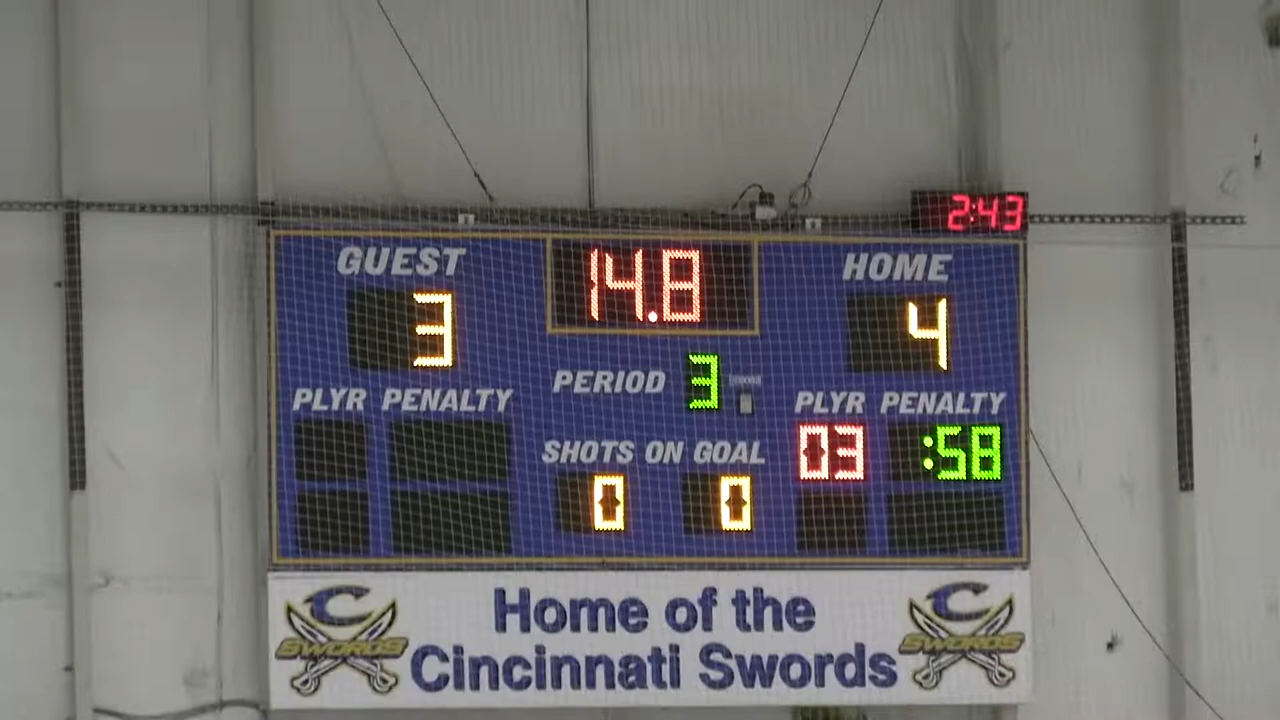 2:43
GUEST 14.8 HOME
3 4
PERIOD 3
PLYR PENALTY PLYR PENALTY
03 :58
SHOTS ON GOAL
0 0
Home of the
Cincinnati Swords
C SWORDS
C SWORDS